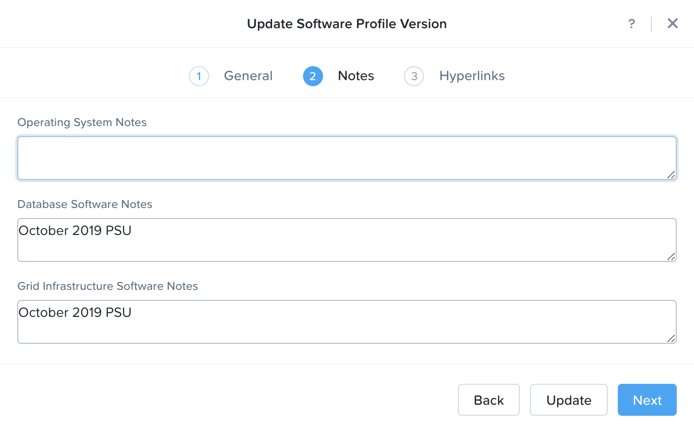 Update Software Profile Version
?
1 General 2 Notes 3 Hyperlinks
Operating System Notes
Database Software Notes
October 2019 PSU
Grid Infrastructure Software Notes
October 2019 PSU
Back Update Next